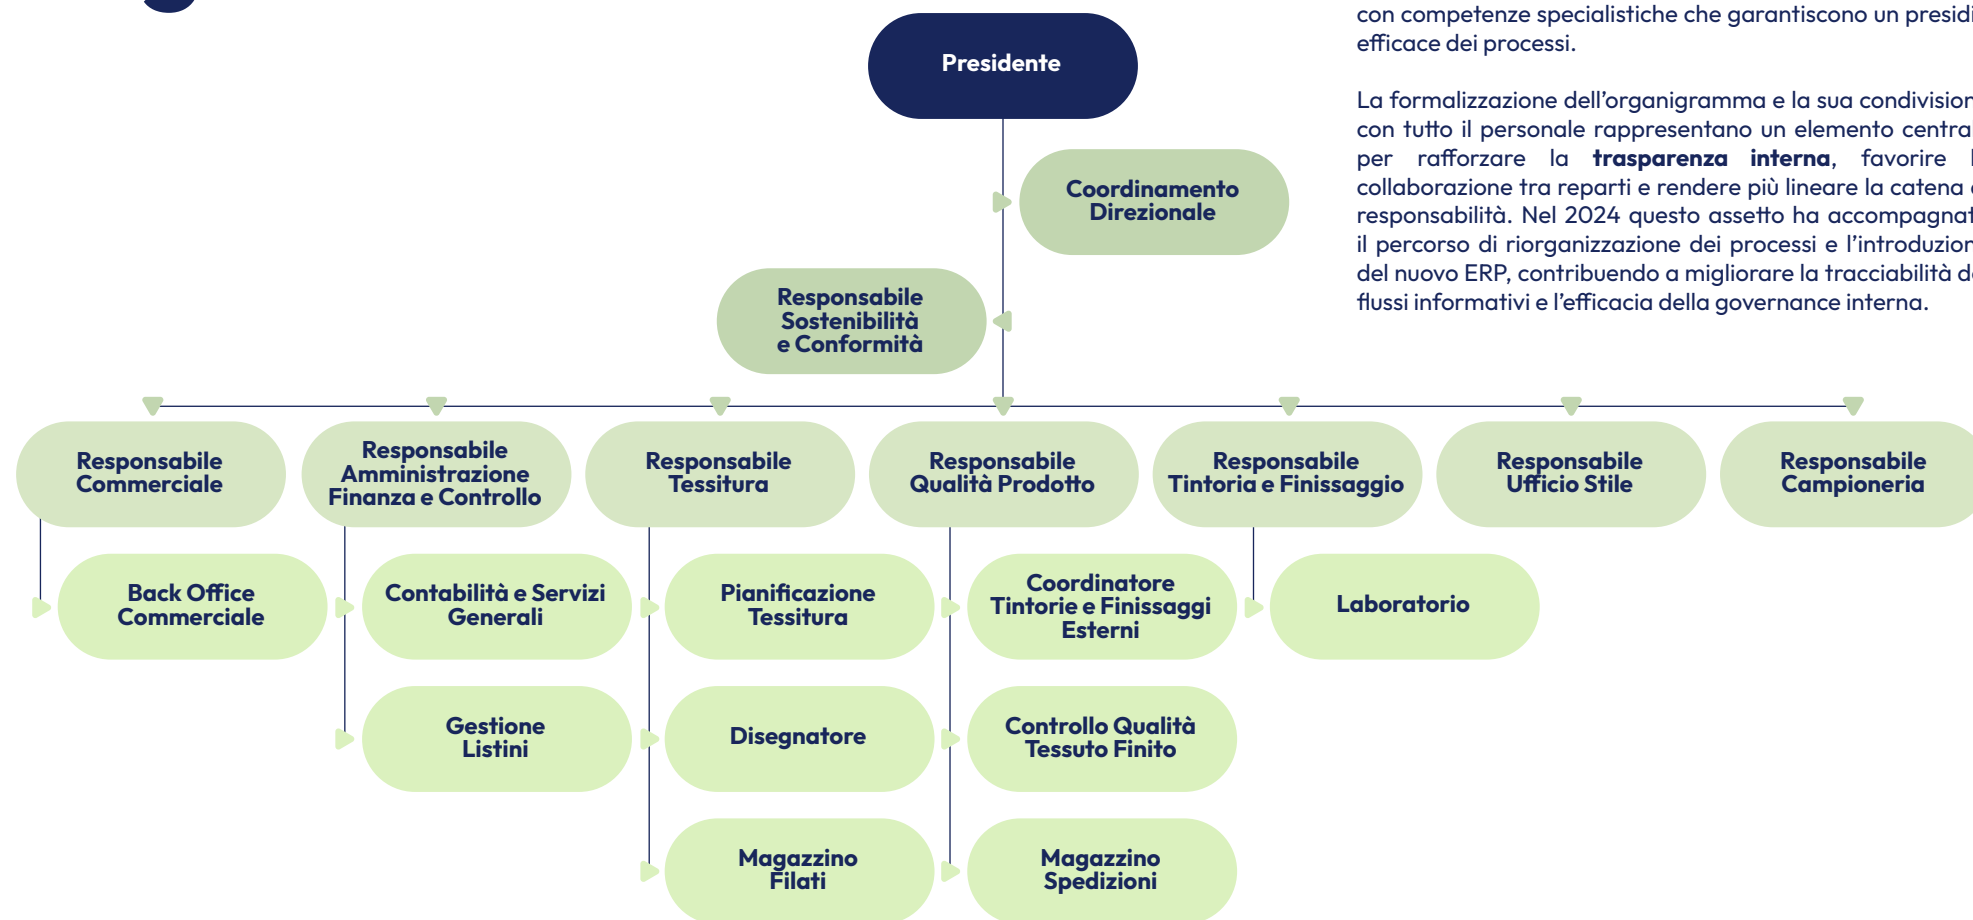 Presidente
Coordinamento
Direzionale
Responsabile
Sostenibilità
e Conformità
con competenze specialistiche che garantiscono un
efficace dei processi.
La formalizzazione dell’organigramma e la sua
con tutto il personale rappresentano un elemento
per rafforzare la trasparenza interna, favorire
collaborazione tra reparti e rendere più lineare la catena
responsabilità. Nel 2024 questo assetto ha
il percorso di riorganizzazione dei processi e
del nuovo ERP, contribuendo a migliorare la tracciabilità
flussi informativi e l’efficacia della governance interna.
Responsabile
Commerciale
Responsabile
Amministrazione
Finanza e Controllo
Responsabile
Tessitura
Responsabile
Qualità Prodotto
Responsabile
Tintoria e Finissaggio
Responsabile
Ufficio Stile
Responsabile
Campioneria
Back Office
Commerciale
Contabilità e Servizi
Generali
Pianificazione
Tessitura
Coordinatore
Tintorie e Finissaggi
Esterni
Laboratorio
Gestione
Listini
Disegnatore
Controllo Qualità
Tessuto Finito
Magazzino
Filati
Magazzino
Spedizioni